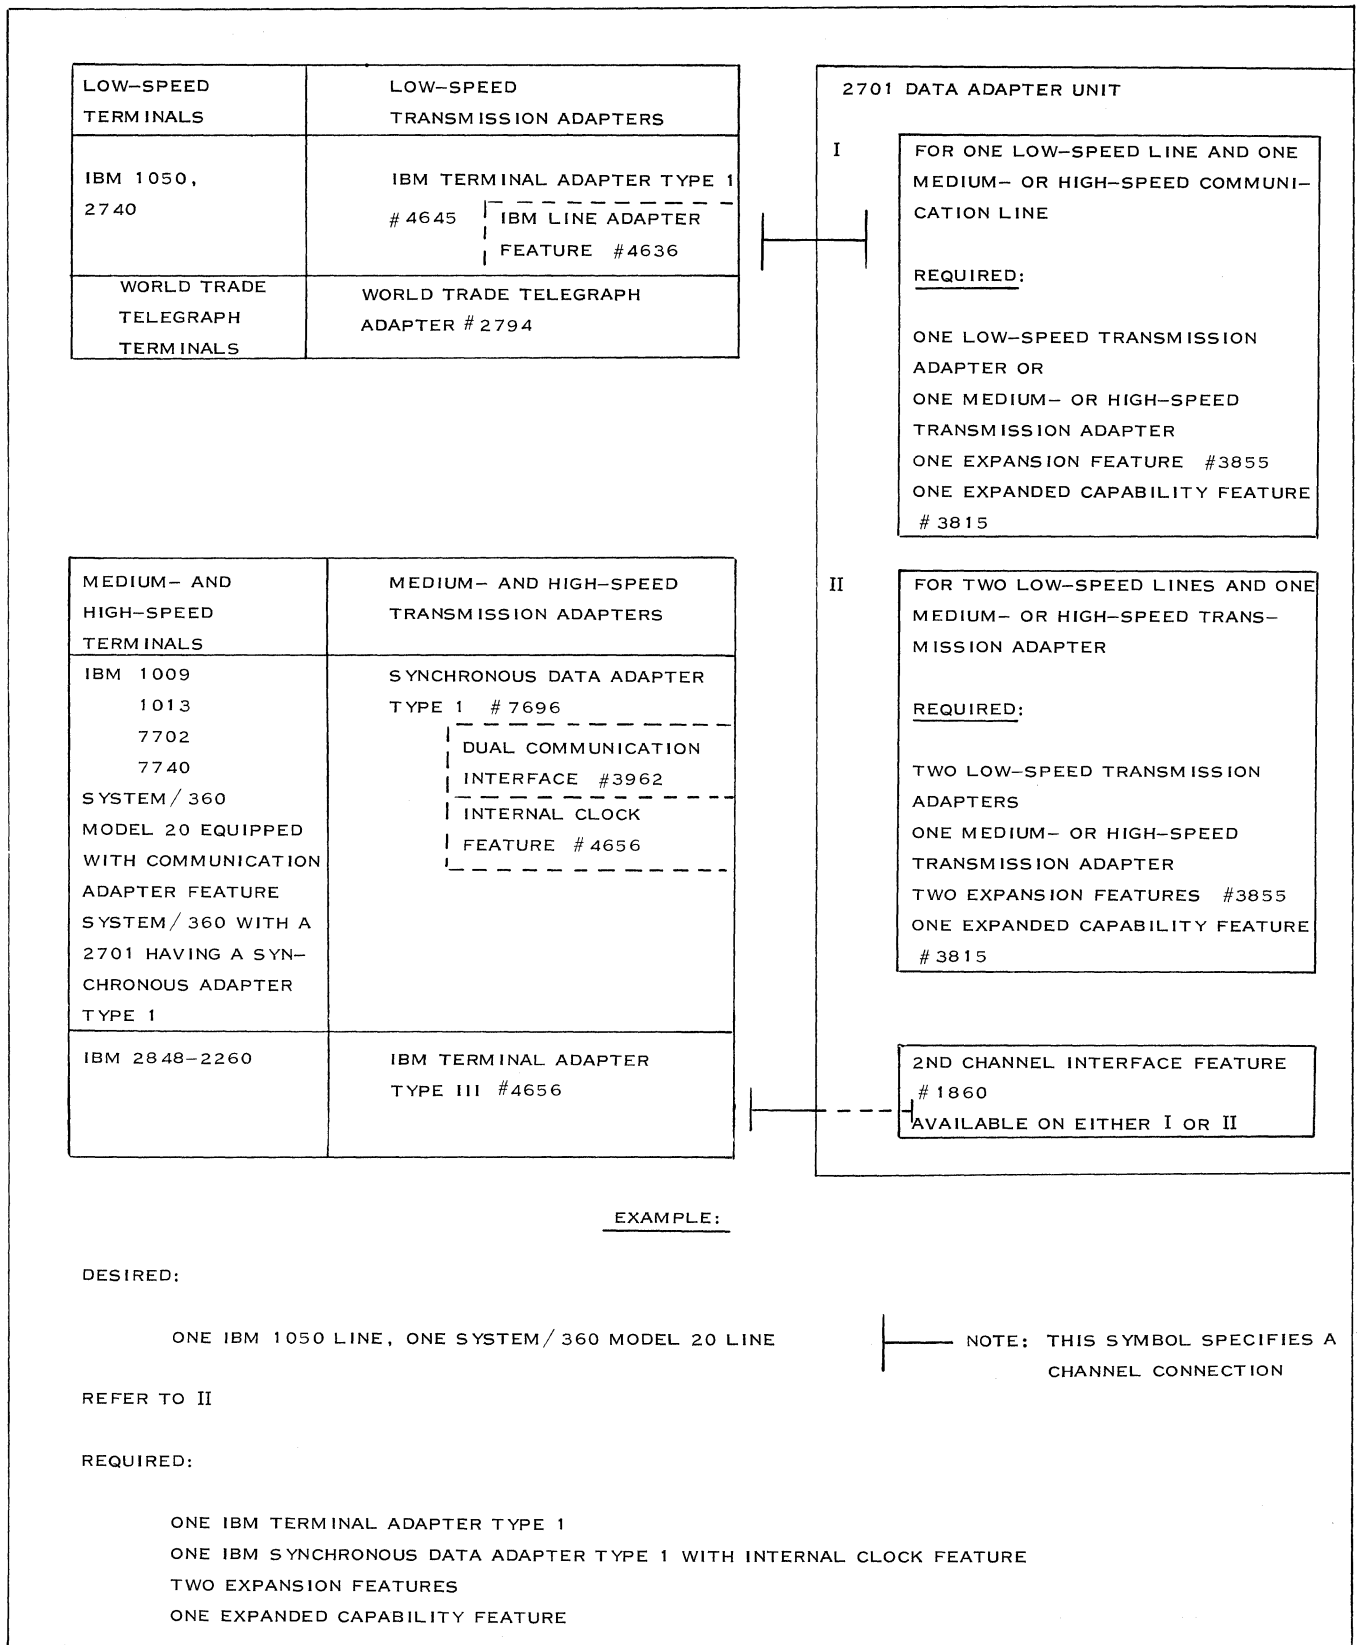 LOW-SPEED
TERMINALS
LOW-SPEED
TRANSMISSION ADAPTERS
IBM 1050,
2740
IBM TERMINAL ADAPTER TYPE 1
#4645
IBM LINE ADAPTER
FEATURE #4636
WORLD TRADE
TELEGRAPH
TERMINALS
WORLD TRADE TELEGRAPH
ADAPTER #2794
MEDIUM- AND
HIGH-SPEED
TERMINALS
MEDIUM- AND HIGH-SPEED
TRANSMISSION ADAPTERS
IBM 1009
1013
7702
7740
SYSTEM/360
MODEL 20 EQUIPPED
WITH COMMUNICATION
ADAPTER FEATURE
SYSTEM/360 WITH A
2701 HAVING A SYN-
CHRONOUS ADAPTER
TYPE 1
SYNCHRONOUS DATA ADAPTER
TYPE 1 #7696
DUAL COMMUNICATION
INTERFACE #3962
INTERNAL CLOCK
FEATURE #4656
IBM 2848-2260
IBM TERMINAL ADAPTER
TYPE III #4656
2701 DATA ADAPTER UNIT
I
FOR ONE LOW-SPEED LINE AND ONE
MEDIUM- OR HIGH-SPEED COMMUNI-
CATION LINE
REQUIRED:
ONE LOW-SPEED TRANSMISSION
ADAPTER OR
ONE MEDIUM- OR HIGH-SPEED
TRANSMISSION ADAPTER
ONE EXPANSION FEATURE #3855
ONE EXPANDED CAPABILITY FEATURE
#3815
II
FOR TWO LOW-SPEED LINES AND ONE
MEDIUM- OR HIGH-SPEED TRANS-
MISSION ADAPTER
REQUIRED:
TWO LOW-SPEED TRANSMISSION
ADAPTERS
ONE MEDIUM- OR HIGH-SPEED
TRANSMISSION ADAPTER
TWO EXPANSION FEATURES #3855
ONE EXPANDED CAPABILITY FEATURE
#3815
2ND CHANNEL INTERFACE FEATURE
#1860
AVAILABLE ON EITHER I OR II
EXAMPLE:
DESIRED:
ONE IBM 1050 LINE, ONE SYSTEM/360 MODEL 20 LINE
NOTE: THIS SYMBOL SPECIFIES A
CHANNEL CONNECTION
REFER TO II
REQUIRED:
ONE IBM TERMINAL ADAPTER TYPE 1
ONE IBM SYNCHRONOUS DATA ADAPTER TYPE 1 WITH INTERNAL CLOCK FEATURE
TWO EXPANSION FEATURES
ONE EXPANDED CAPABILITY FEATURE